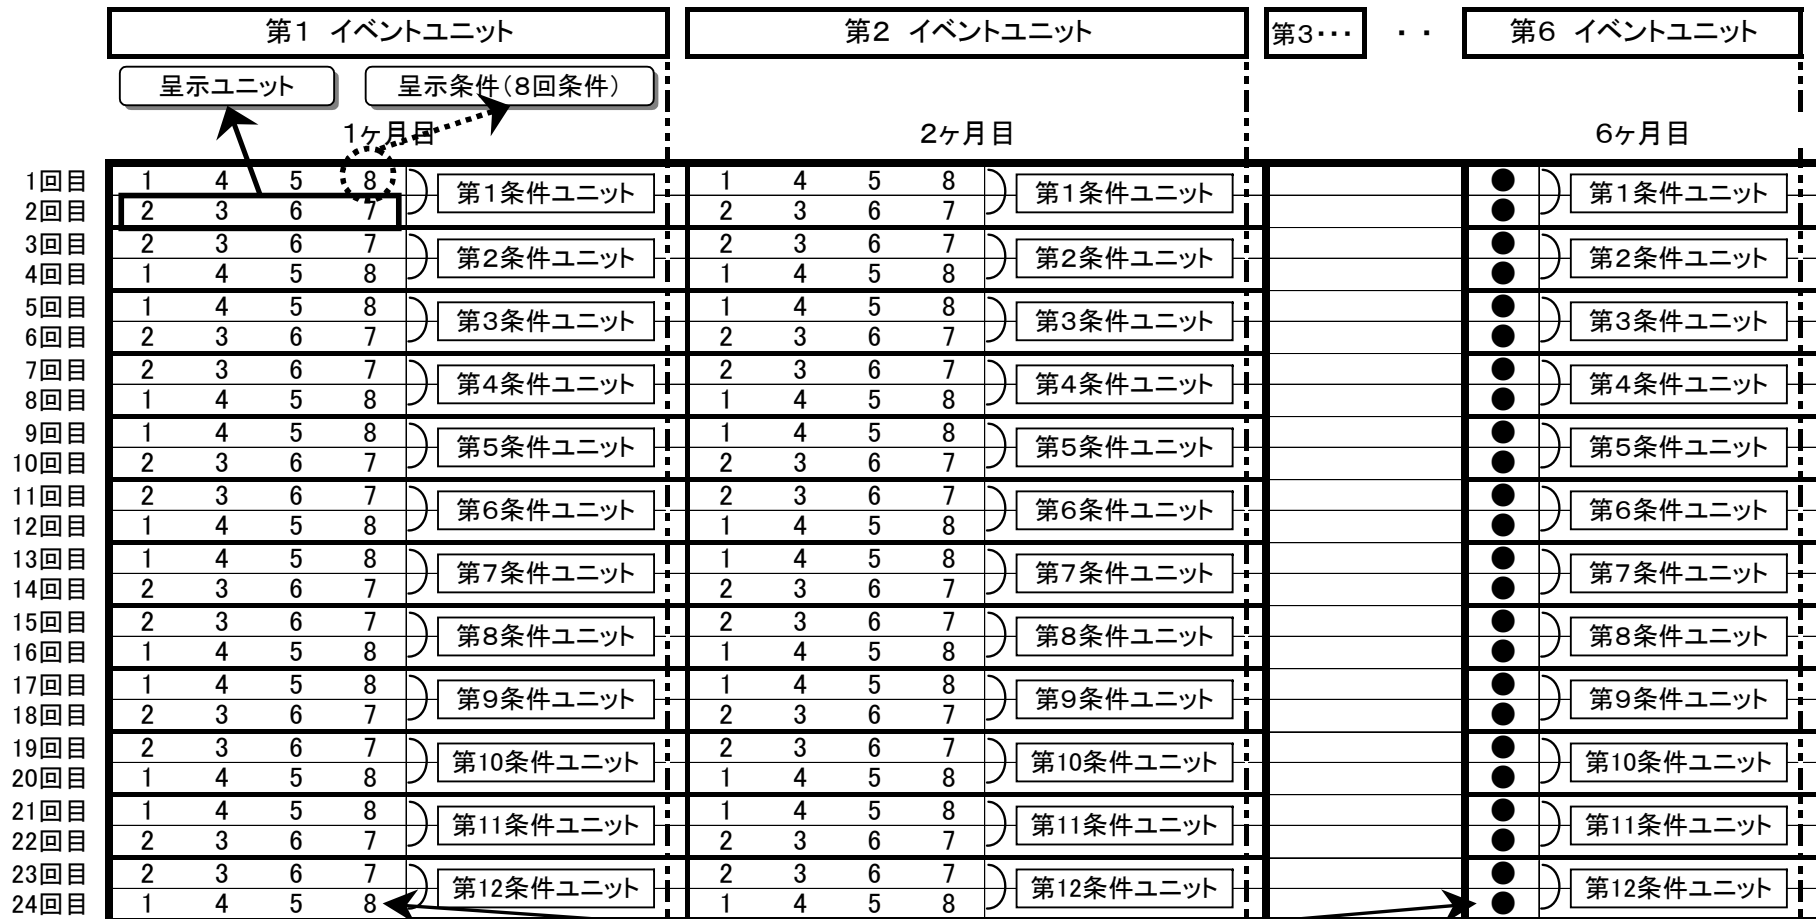 第1 イベントユニット 第2 イベントユニット 第3・・・ ・・ 第6 イベントユニット
呈示ユニット 呈示条件(8回条件)
1ヶ月目 2ヶ月目 6ヶ月目
1回目 1 4 5 8 第1条件ユニット 1 4 5 8 第1条件ユニット ● 第1条件ユニット
2回目 2 3 6 7 2 3 6 7 ●
3回目 2 3 6 7 第2条件ユニット 2 3 6 7 第2条件ユニット ● 第2条件ユニット
4回目 1 4 5 8 1 4 5 8 ●
5回目 1 4 5 8 第3条件ユニット 1 4 5 8 第3条件ユニット ● 第3条件ユニット
6回目 2 3 6 7 2 3 6 7 ●
7回目 2 3 6 7 第4条件ユニット 2 3 6 7 第4条件ユニット ● 第4条件ユニット
8回目 1 4 5 8 1 4 5 8 ●
9回目 1 4 5 8 第5条件ユニット 1 4 5 8 第5条件ユニット ● 第5条件ユニット
10回目 2 3 6 7 2 3 6 7 ●
11回目 2 3 6 7 第6条件ユニット 2 3 6 7 第6条件ユニット ● 第6条件ユニット
12回目 1 4 5 8 1 4 5 8 ●
13回目 1 4 5 8 第7条件ユニット 1 4 5 8 第7条件ユニット ● 第7条件ユニット
14回目 2 3 6 7 2 3 6 7 ●
15回目 2 3 6 7 第8条件ユニット 2 3 6 7 第8条件ユニット ● 第8条件ユニット
16回目 1 4 5 8 1 4 5 8 ●
17回目 1 4 5 8 第9条件ユニット 1 4 5 8 第9条件ユニット ● 第9条件ユニット
18回目 2 3 6 7 2 3 6 7 ●
19回目 2 3 6 7 第10条件ユニット 2 3 6 7 第10条件ユニット ● 第10条件ユニット
20回目 1 4 5 8 1 4 5 8 ●
21回目 1 4 5 8 第11条件ユニット 1 4 5 8 第11条件ユニット ● 第11条件ユニット
22回目 2 3 6 7 2 3 6 7 ●
23回目 2 3 6 7 第12条件ユニット 2 3 6 7 第12条件ユニット ● 第12条件ユニット
24回目 1 4 5 8 1 4 5 8 ●